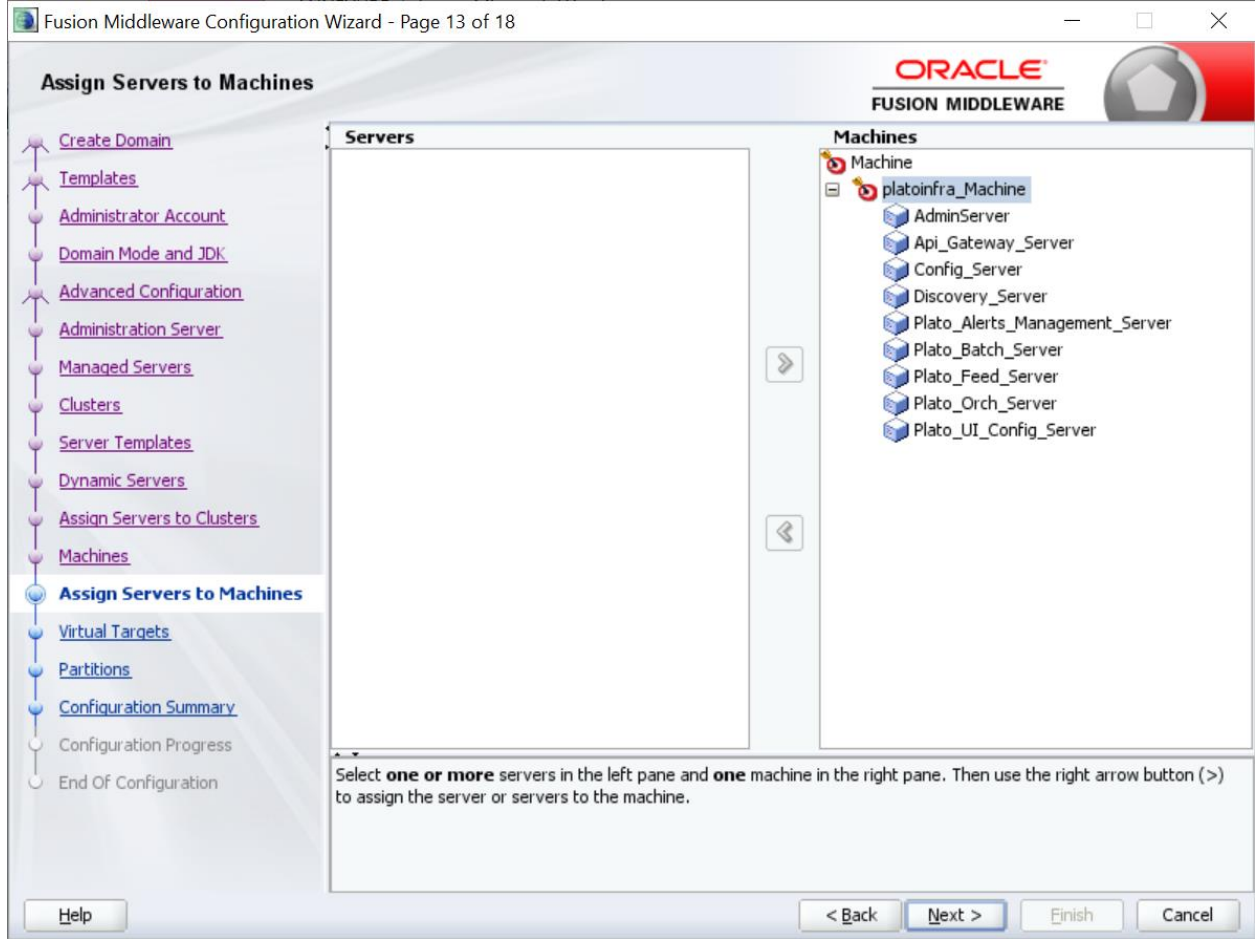 Fusion Middleware Configuration Wizard - Page 13 of 18
Assign Servers to Machines
ORACLE
FUSION MIDDLEWARE
Create Domain
Templates
Administrator Account
Domain Mode and JDK
Advanced Configuration
Administration Server
Managed Servers
Clusters
Server Templates
Dynamic Servers
Assign Servers to Clusters
Machines
Assign Servers to Machines
Virtual Targets
Partitions
Configuration Summary
Configuration Progress
End Of Configuration
Servers
Machines
Machine
platoinfra_Machine
AdminServer
Api_Gateway_Server
Config_Server
Discovery_Server
Plato_Alerts_Management_Server
Plato_Batch_Server
Plato_Feed_Server
Plato_Orch_Server
Plato_UI_Config_Server
Select one or more servers in the left pane and one machine in the right pane. Then use the right arrow button (>)
to assign the server or servers to the machine.
Help
< Back
Next >
Finish
Cancel